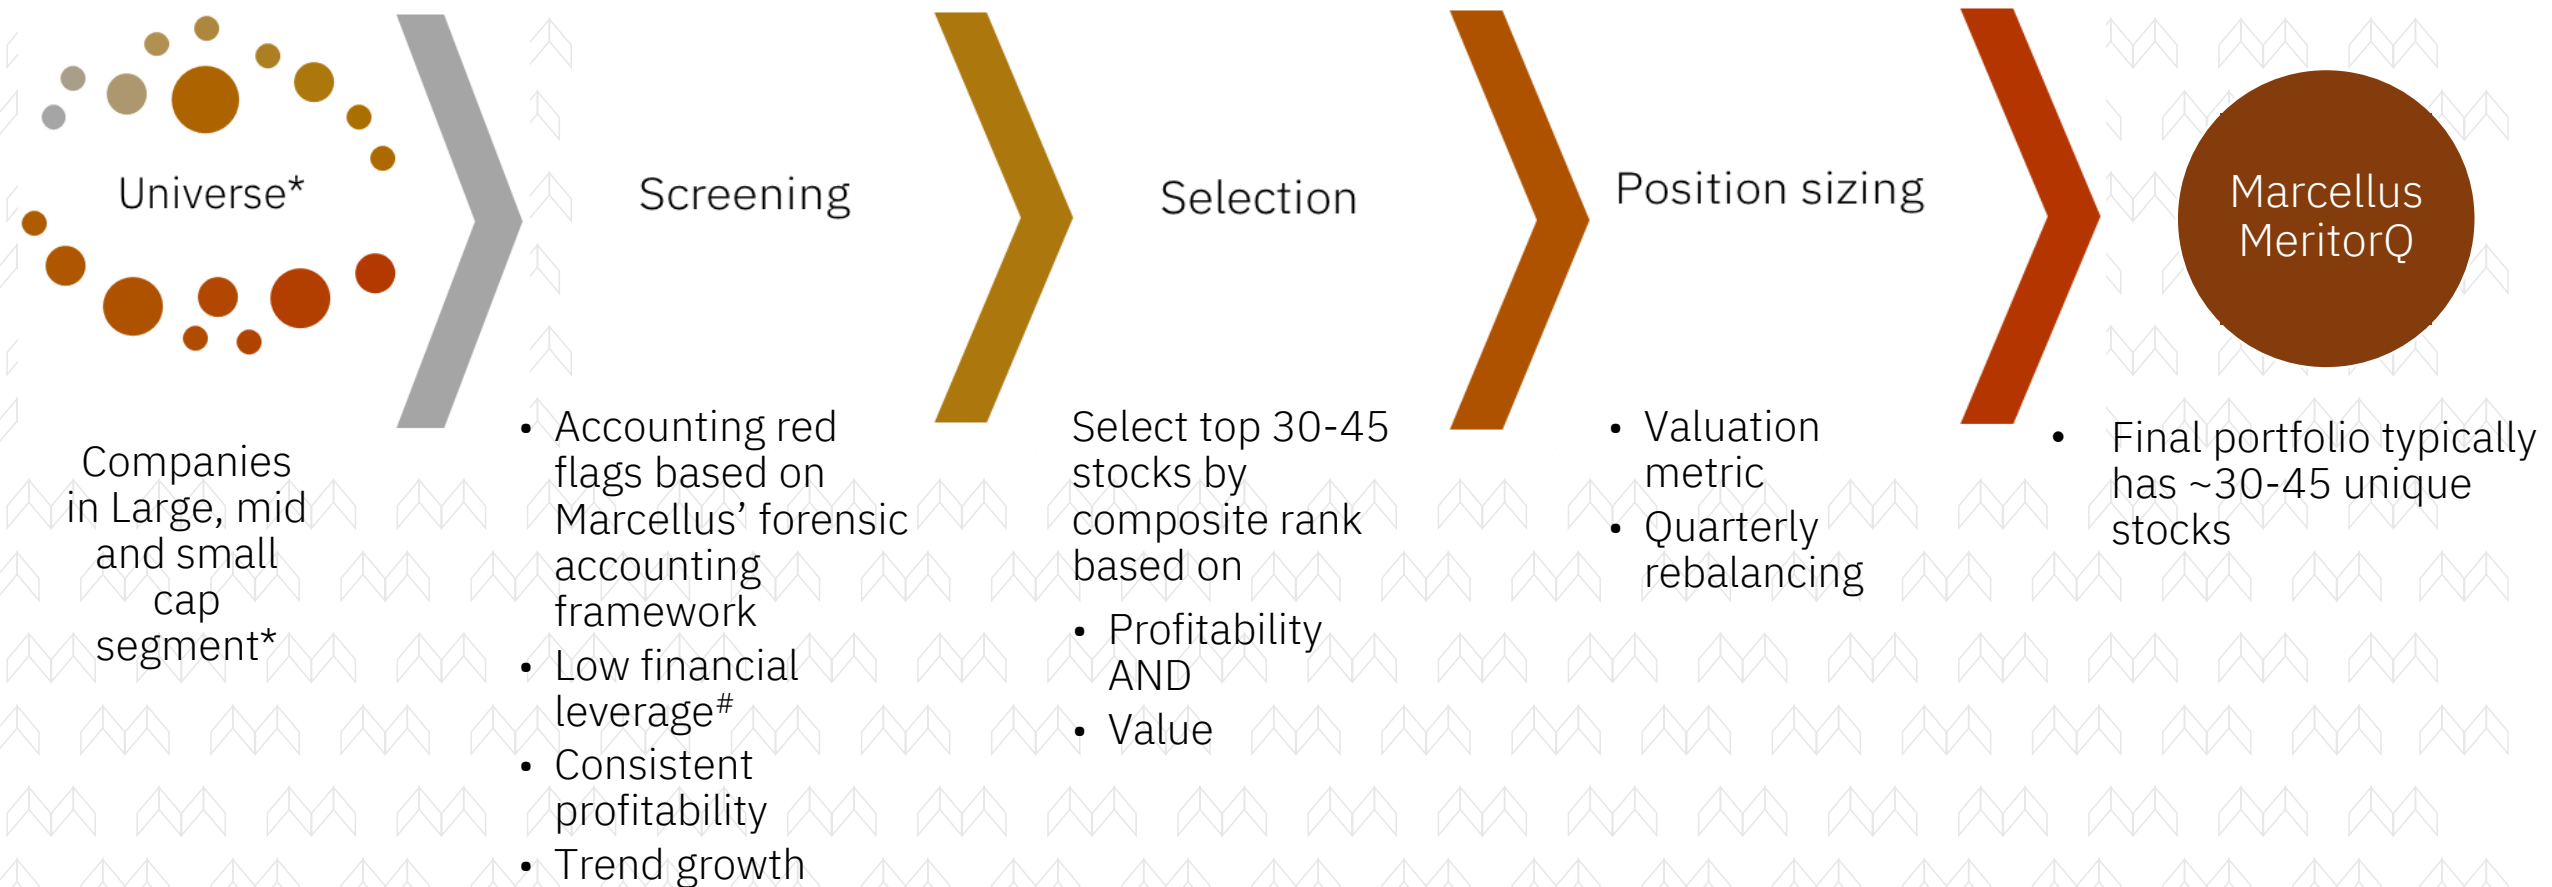 Universe*
Companies
in Large, mid
and small
cap
segment*
Screening
• Accounting red
flags based on
Marcellus’ forensic
accounting
framework
• Low financial
leverage#
• Consistent
profitability
• Trend growth
Selection
Select top 30-45
stocks by
composite rank
based on
• Profitability
AND
• Value
Position sizing
• Valuation
metric
• Quarterly
rebalancing
Marcellus
MeritorQ
• Final portfolio typically
has ~30-45 unique
stocks